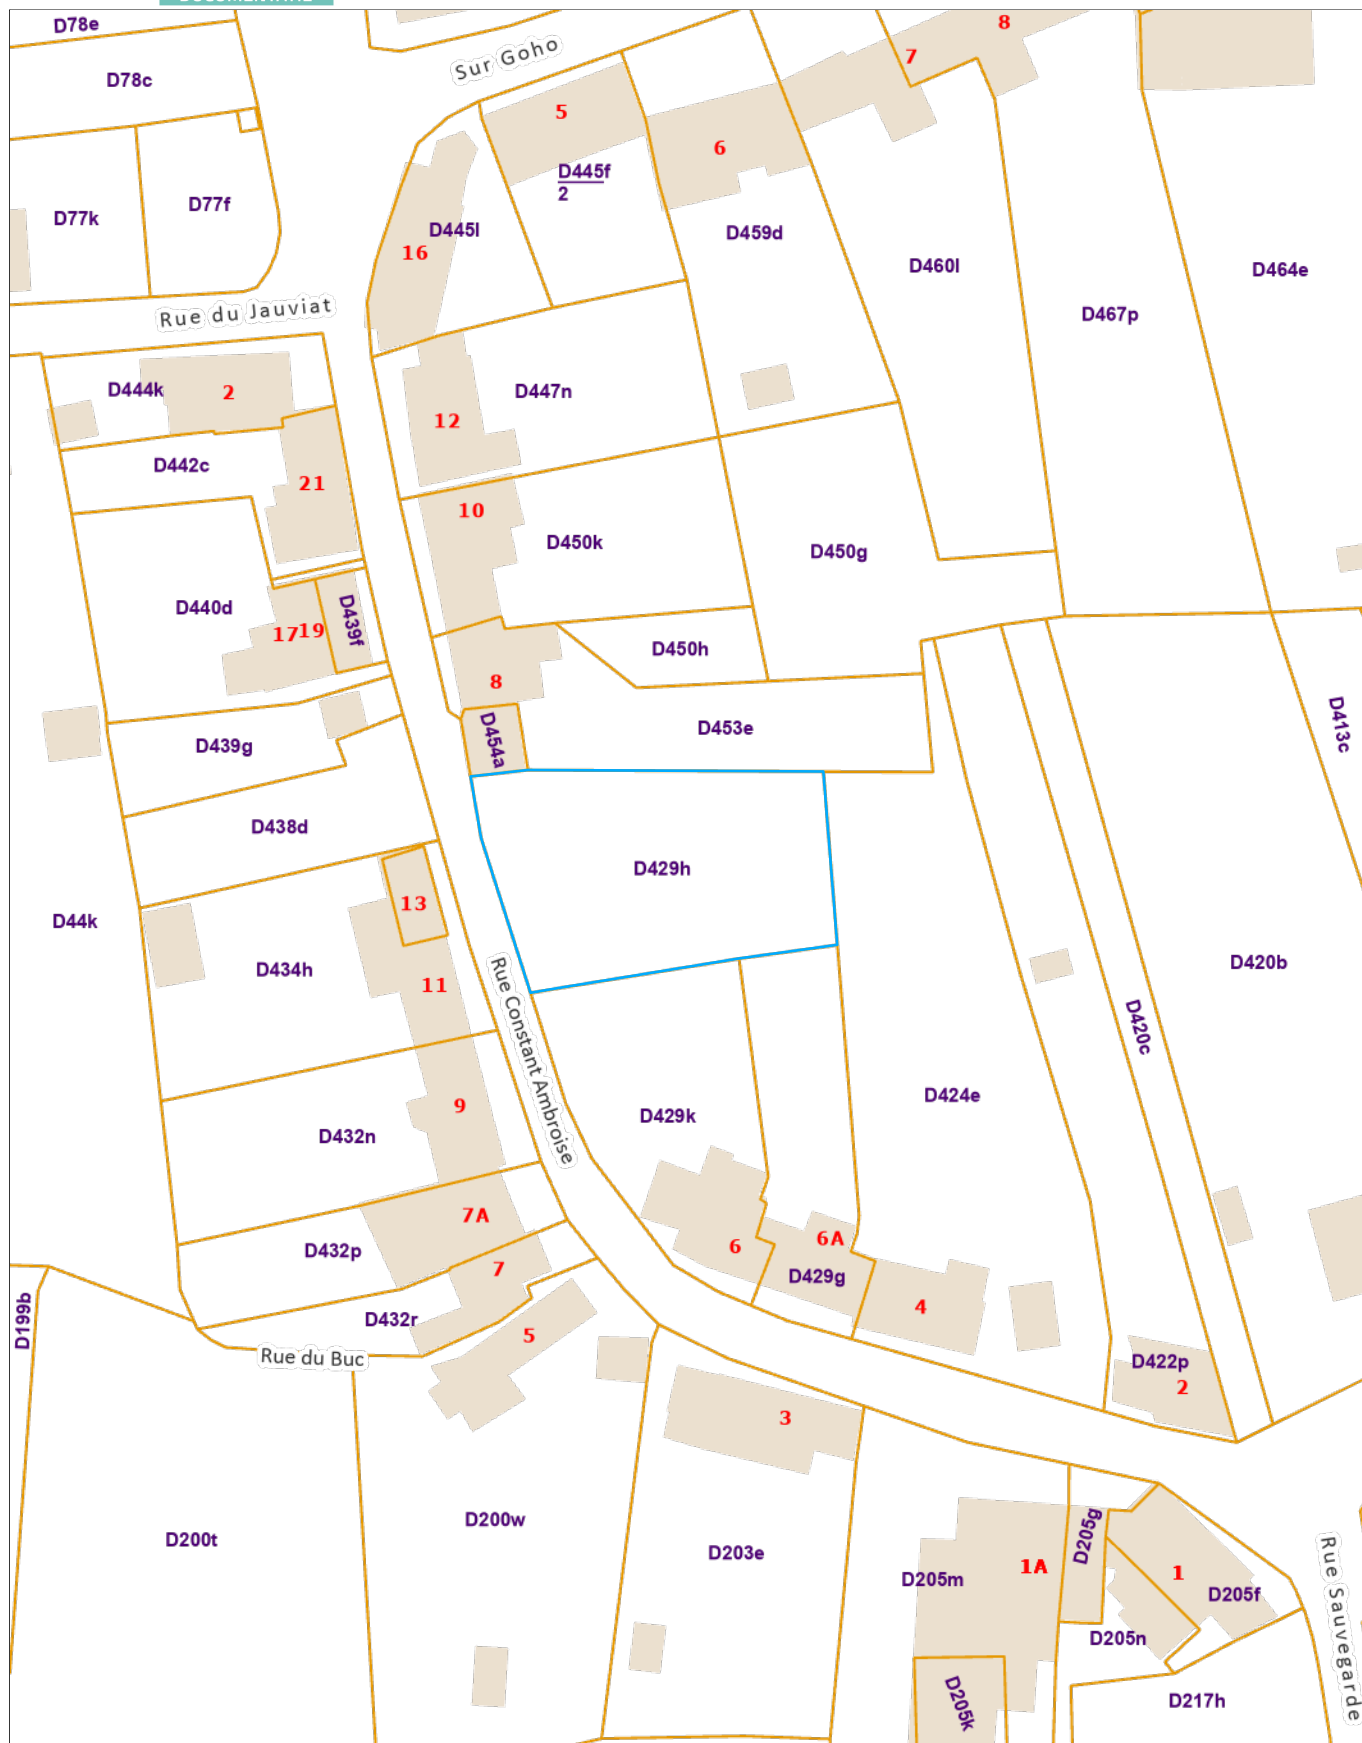 D78e
Sur Goho
8
7
D78c
5
6
D445f
2
D77k
D77f
D445l
16
D459d
D460l
D464e
Rue du Jauviat
D467p
D444k
2
D447n
12
D442c
21
10
D450k
D450g
D440d
17
19
D439f
D450h
8
D439g
D454a
D453e
D413c
D438d
D429h
13
D44k
D434h
11
D420b
Rue Constant Ambroise
D420c
9
D432n
D429k
D424e
7A
D432p
7
6
6A
D429g
4
D199b
D432r
5
Rue du Buc
D422p
2
3
D200t
D200w
D203e
D205m
1A
D205g
1
D205f
D205n
Rue Sauvegarde
D205k
D217h